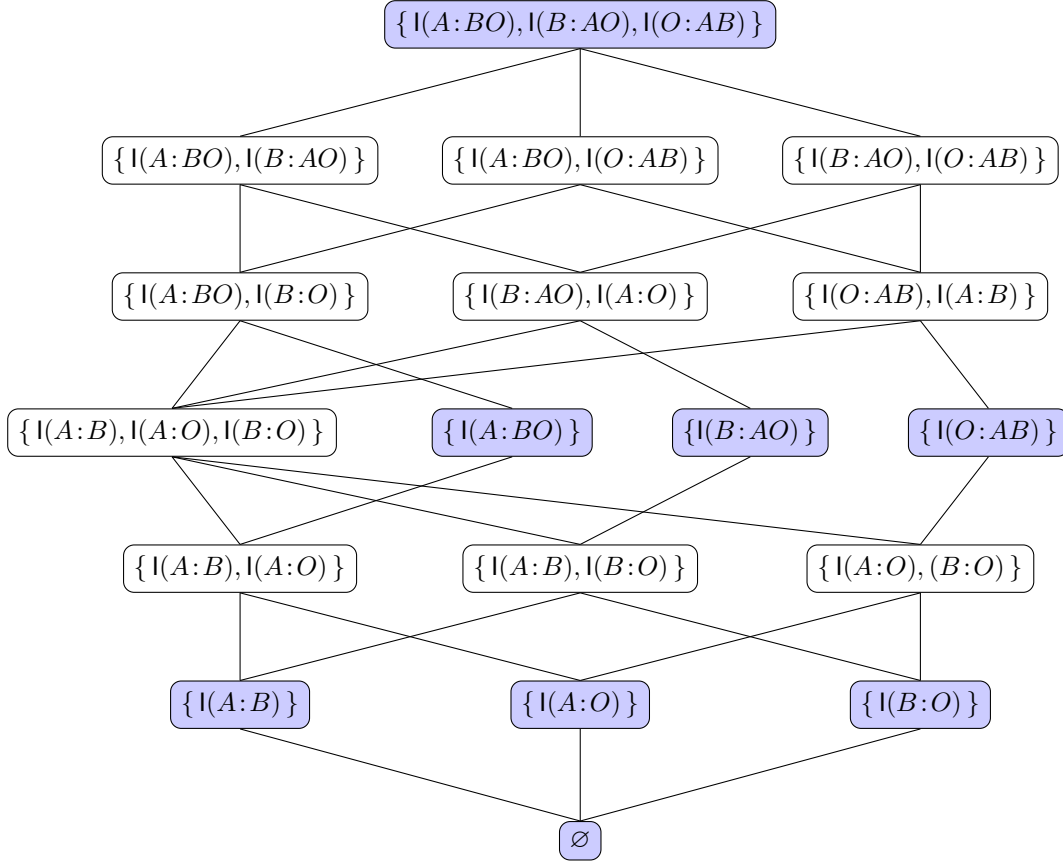 { I(A:BO), I(B:AO), I(O:AB) }
{ I(A:BO), I(B:AO) } { I(A:BO), I(O:AB) } { I(B:AO), I(O:AB) }
{ I(A:BO), I(B:O) } { I(B:AO), I(A:O) } { I(O:AB), I(A:B) }
{ I(A:B), I(A:O), I(B:O) } { I(A:BO) } {I(B:AO) } { I(O:AB) }
{ I(A:B), I(A:O) } { I(A:B), I(B:O) } { I(A:O), (B:O) }
{ I(A:B) } { I(A:O) } { I(B:O) }
∅